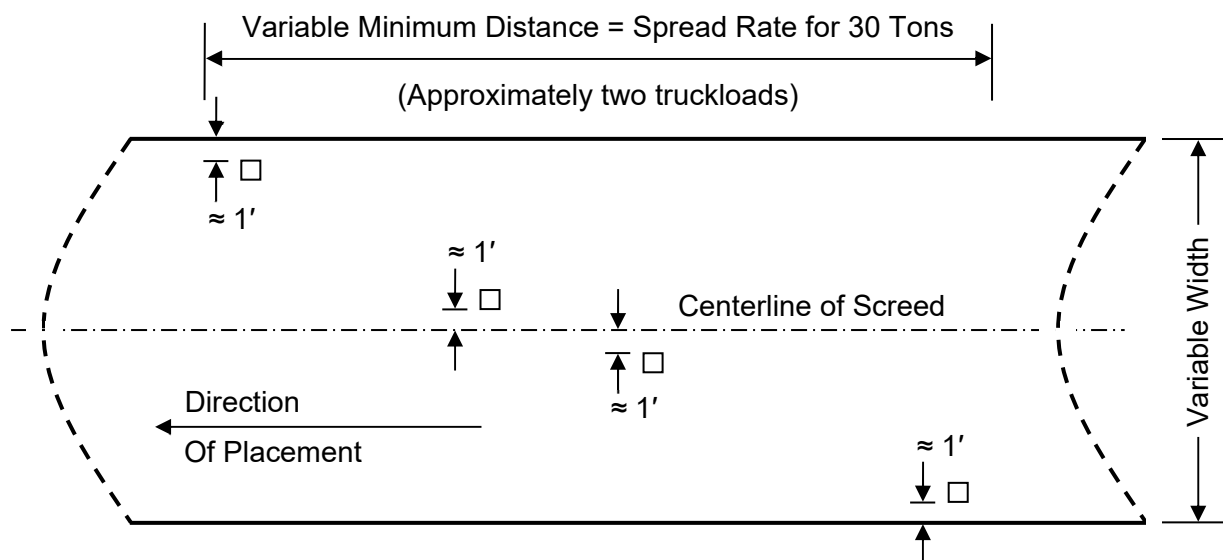 Variable Minimum Distance = Spread Rate for 30 Tons
(Approximately two truckloads)
≈ 1′
≈ 1′
Centerline of Screed
≈ 1′
Direction
Of Placement
≈ 1′
Variable Width